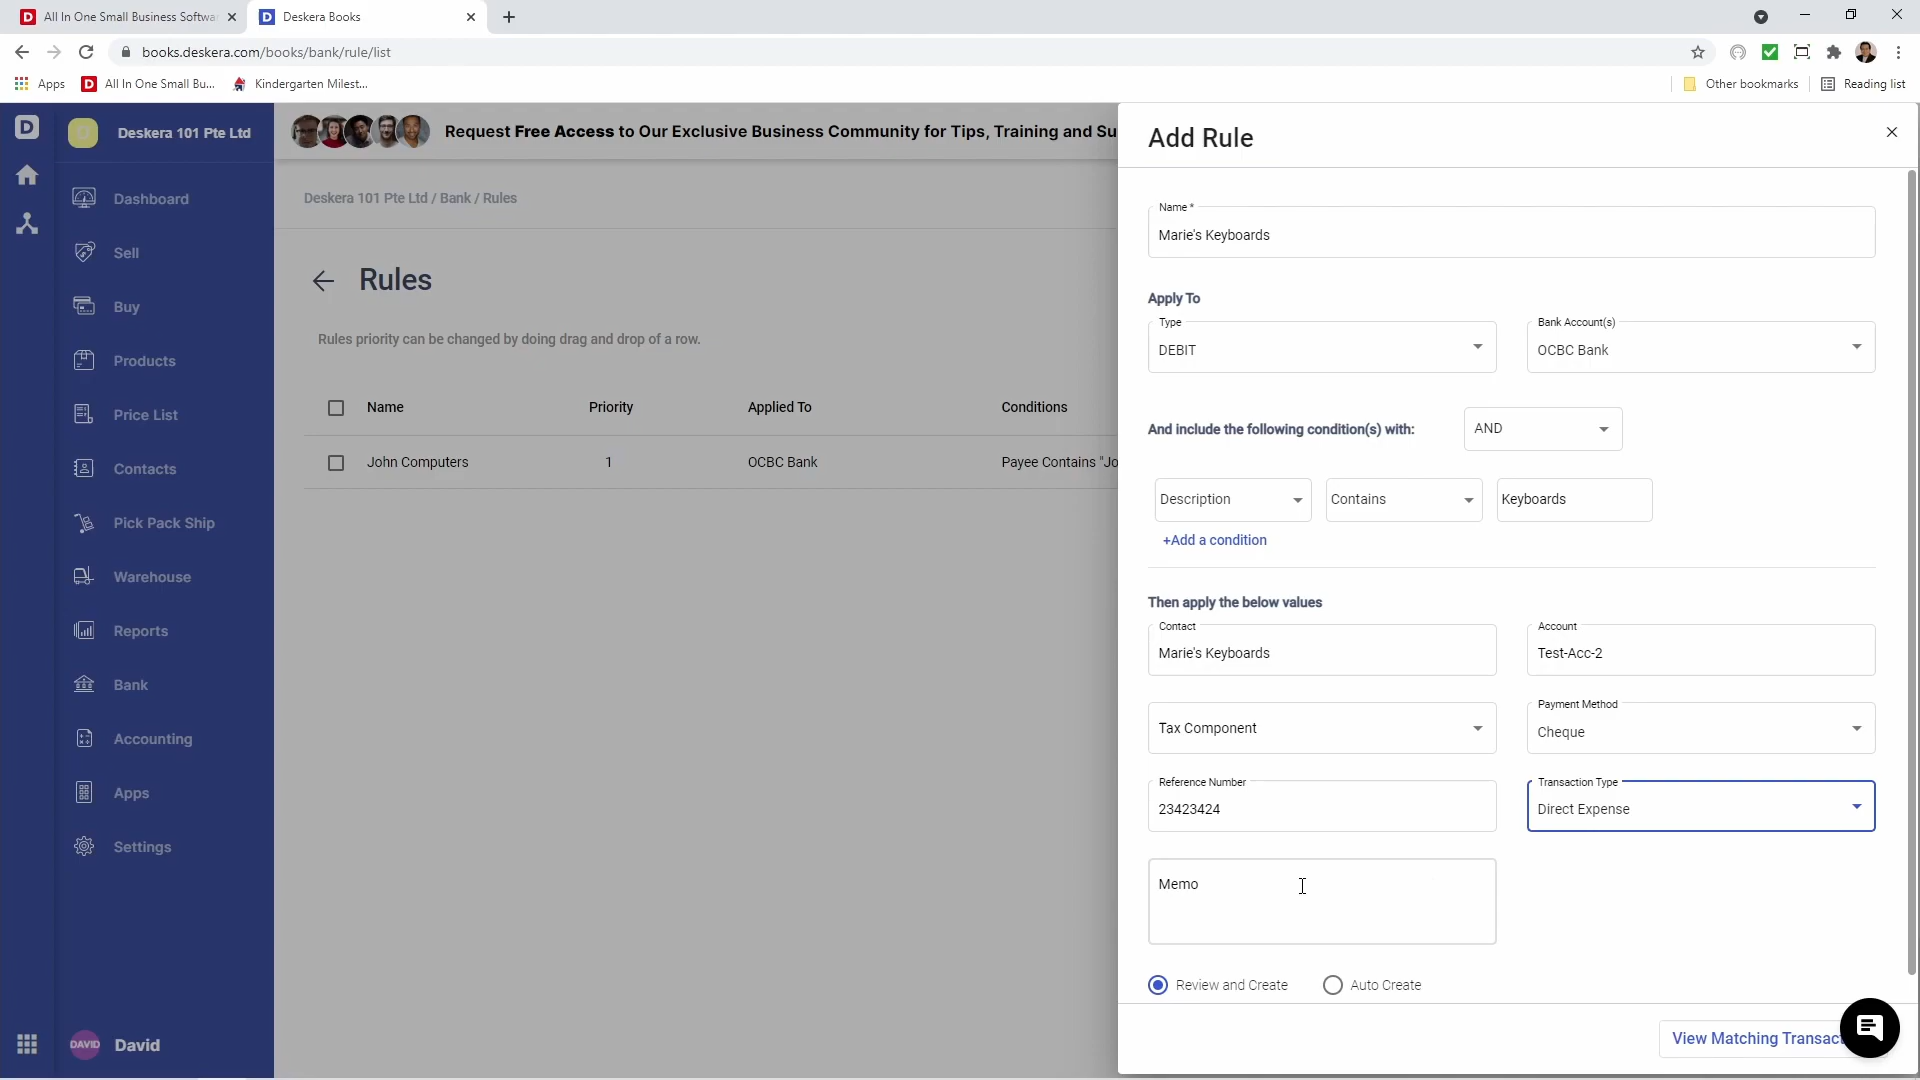 All In One Small Business Softwa
Deskera Books
books.deskera.com/books/bank/rule/list
Apps
All In One Small Bu...
Kindergarten Milest...
Other bookmarks
Reading list
Deskera 101 Pte Ltd
Request Free Access to Our Exclusive Business Community for Tips, Training and Su
Dashboard
Sell
Buy
Products
Price List
Contacts
Pick Pack Ship
Warehouse
Reports
Bank
Accounting
Apps
Settings
DAVID
David
Deskera 101 Pte Ltd / Bank / Rules
Rules
Rules priority can be changed by doing drag and drop of a row.
Name Priority Applied To Conditions
John Computers 1 OCBC Bank Payee Contains "Jo
Add Rule
Name *
Marie's Keyboards
Apply To
Type
DEBIT
Bank Account(s)
OCBC Bank
And include the following condition(s) with:
AND
Description Contains Keyboards
+Add a condition
Then apply the below values
Contact
Marie's Keyboards
Account
Test-Acc-2
Tax Component
Payment Method
Cheque
Reference Number
23423424
Transaction Type
Direct Expense
Memo
Review and Create Auto Create
View Matching Transact